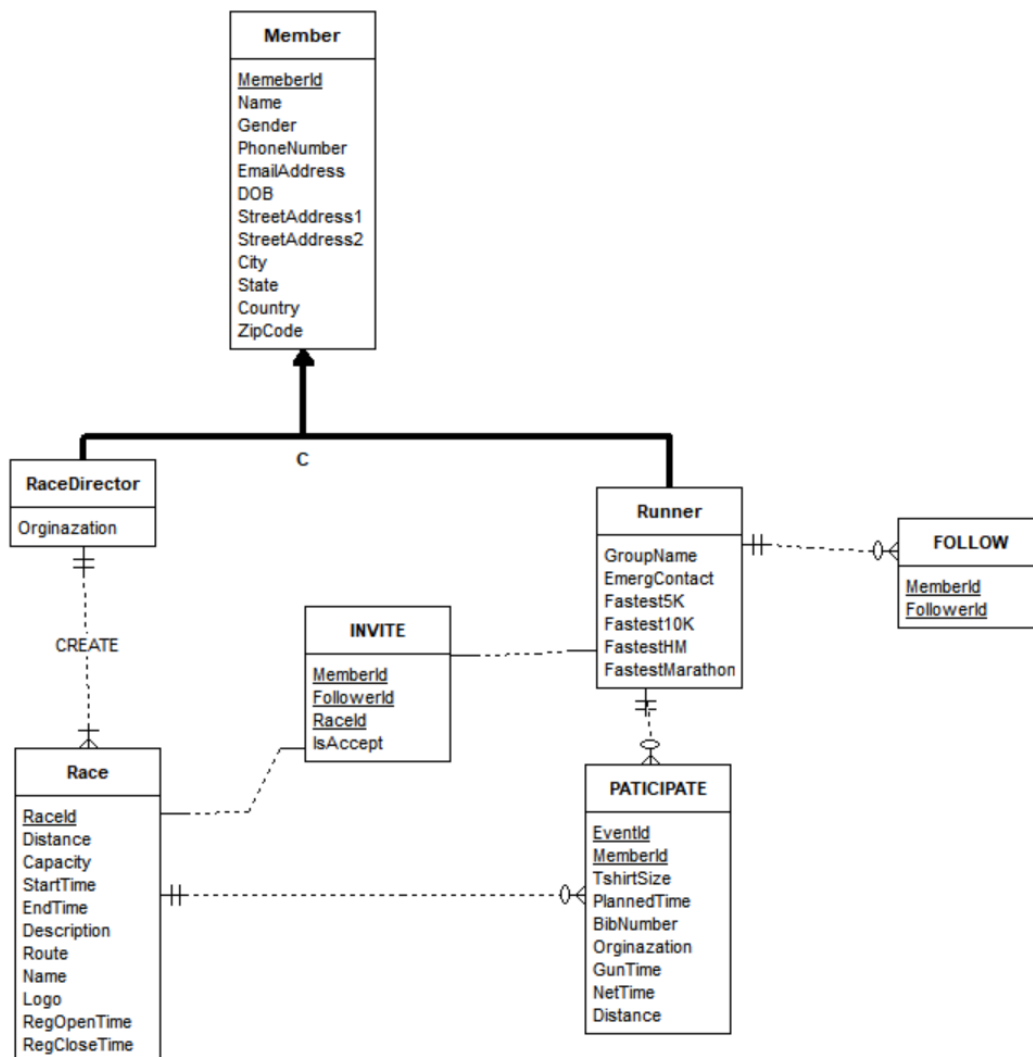 Member
MemeberId
Name
Gender
PhoneNumber
EmailAddress
DOB
StreetAddress1
StreetAddress2
City
State
Country
ZipCode
C
RaceDirector
Orginazation
CREATE
Runner
GroupName
EmergContact
Fastest5K
Fastest10K
FastestHM
FastestMarathon
FOLLOW
MemberId
FollowerId
INVITE
MemberId
FollowerId
RaceId
IsAccept
Race
RaceId
Distance
Capacity
StartTime
EndTime
Description
Route
Name
Logo
RegOpenTime
RegCloseTime
PATICIPATE
EventId
MemberId
TshirtSize
PlannedTime
BibNumber
Orginazation
GunTime
NetTime
Distance